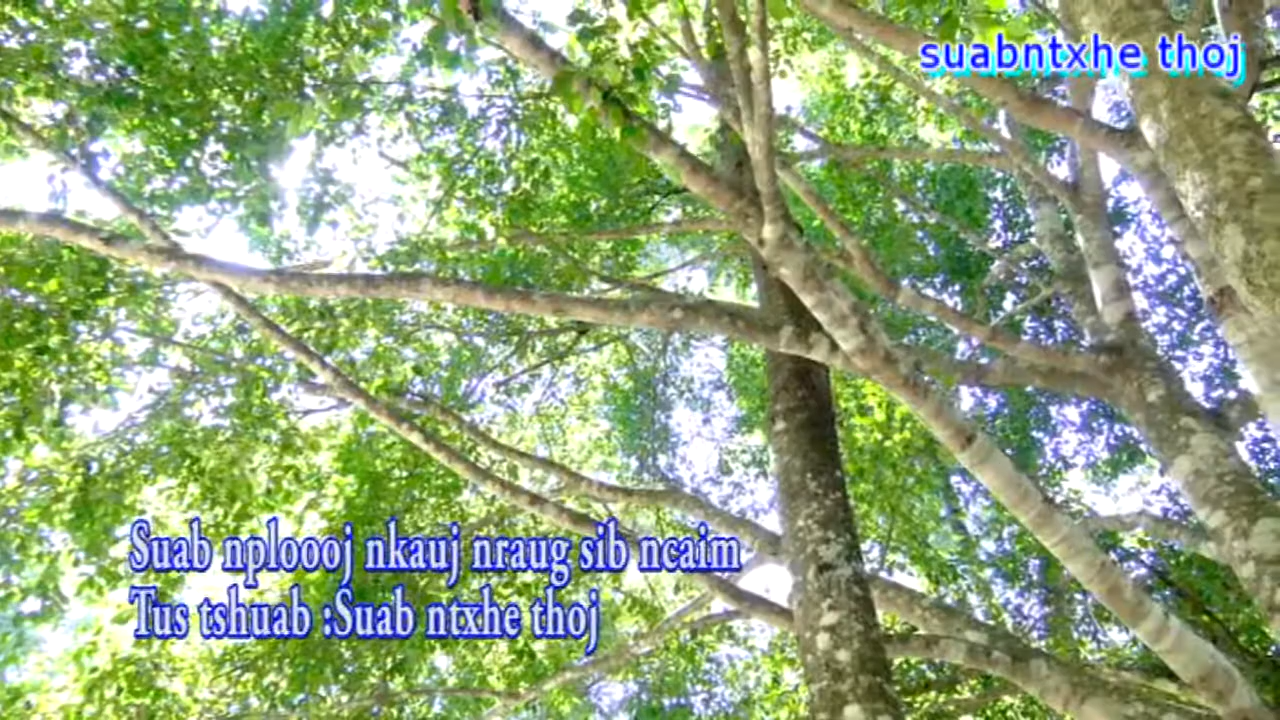 suabntxhe thoj
Suab nploooj nkauj nraug sib ncaim
Tus tshuab :Suab ntxhe thoj